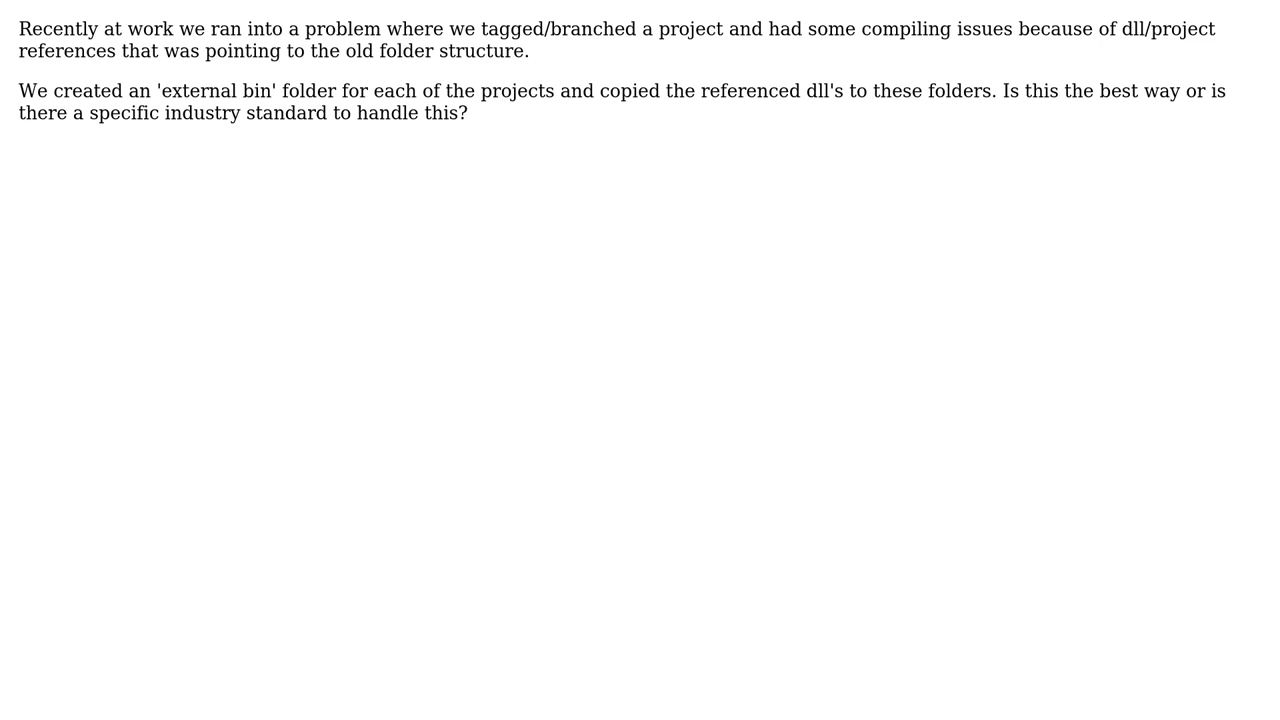 Recently at work we ran into a problem where we tagged/branched a project and had some compiling issues because of dll/project
references that was pointing to the old folder structure.
We created an 'external bin' folder for each of the projects and copied the referenced dll's to these folders. Is this the best way or is
there a specific industry standard to handle this?